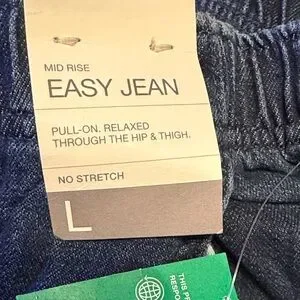 MID RISE
EASY JEAN
PULL-ON. RELAXED
THROUGH THE HIP & THIGH.
NO STRETCH
L
THIS P
RESPO